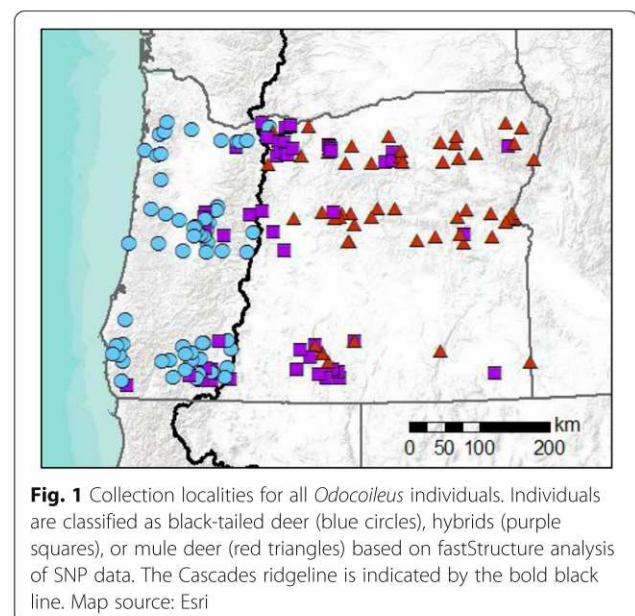 km
0 50 100 200
Fig. 1 Collection localities for all Odocoileus individuals. Individuals
are classified as black-tailed deer (blue circles), hybrids (purple
squares), or mule deer (red triangles) based on fastStructure analysis
of SNP data. The Cascades ridgeline is indicated by the bold black
line. Map source: Esri